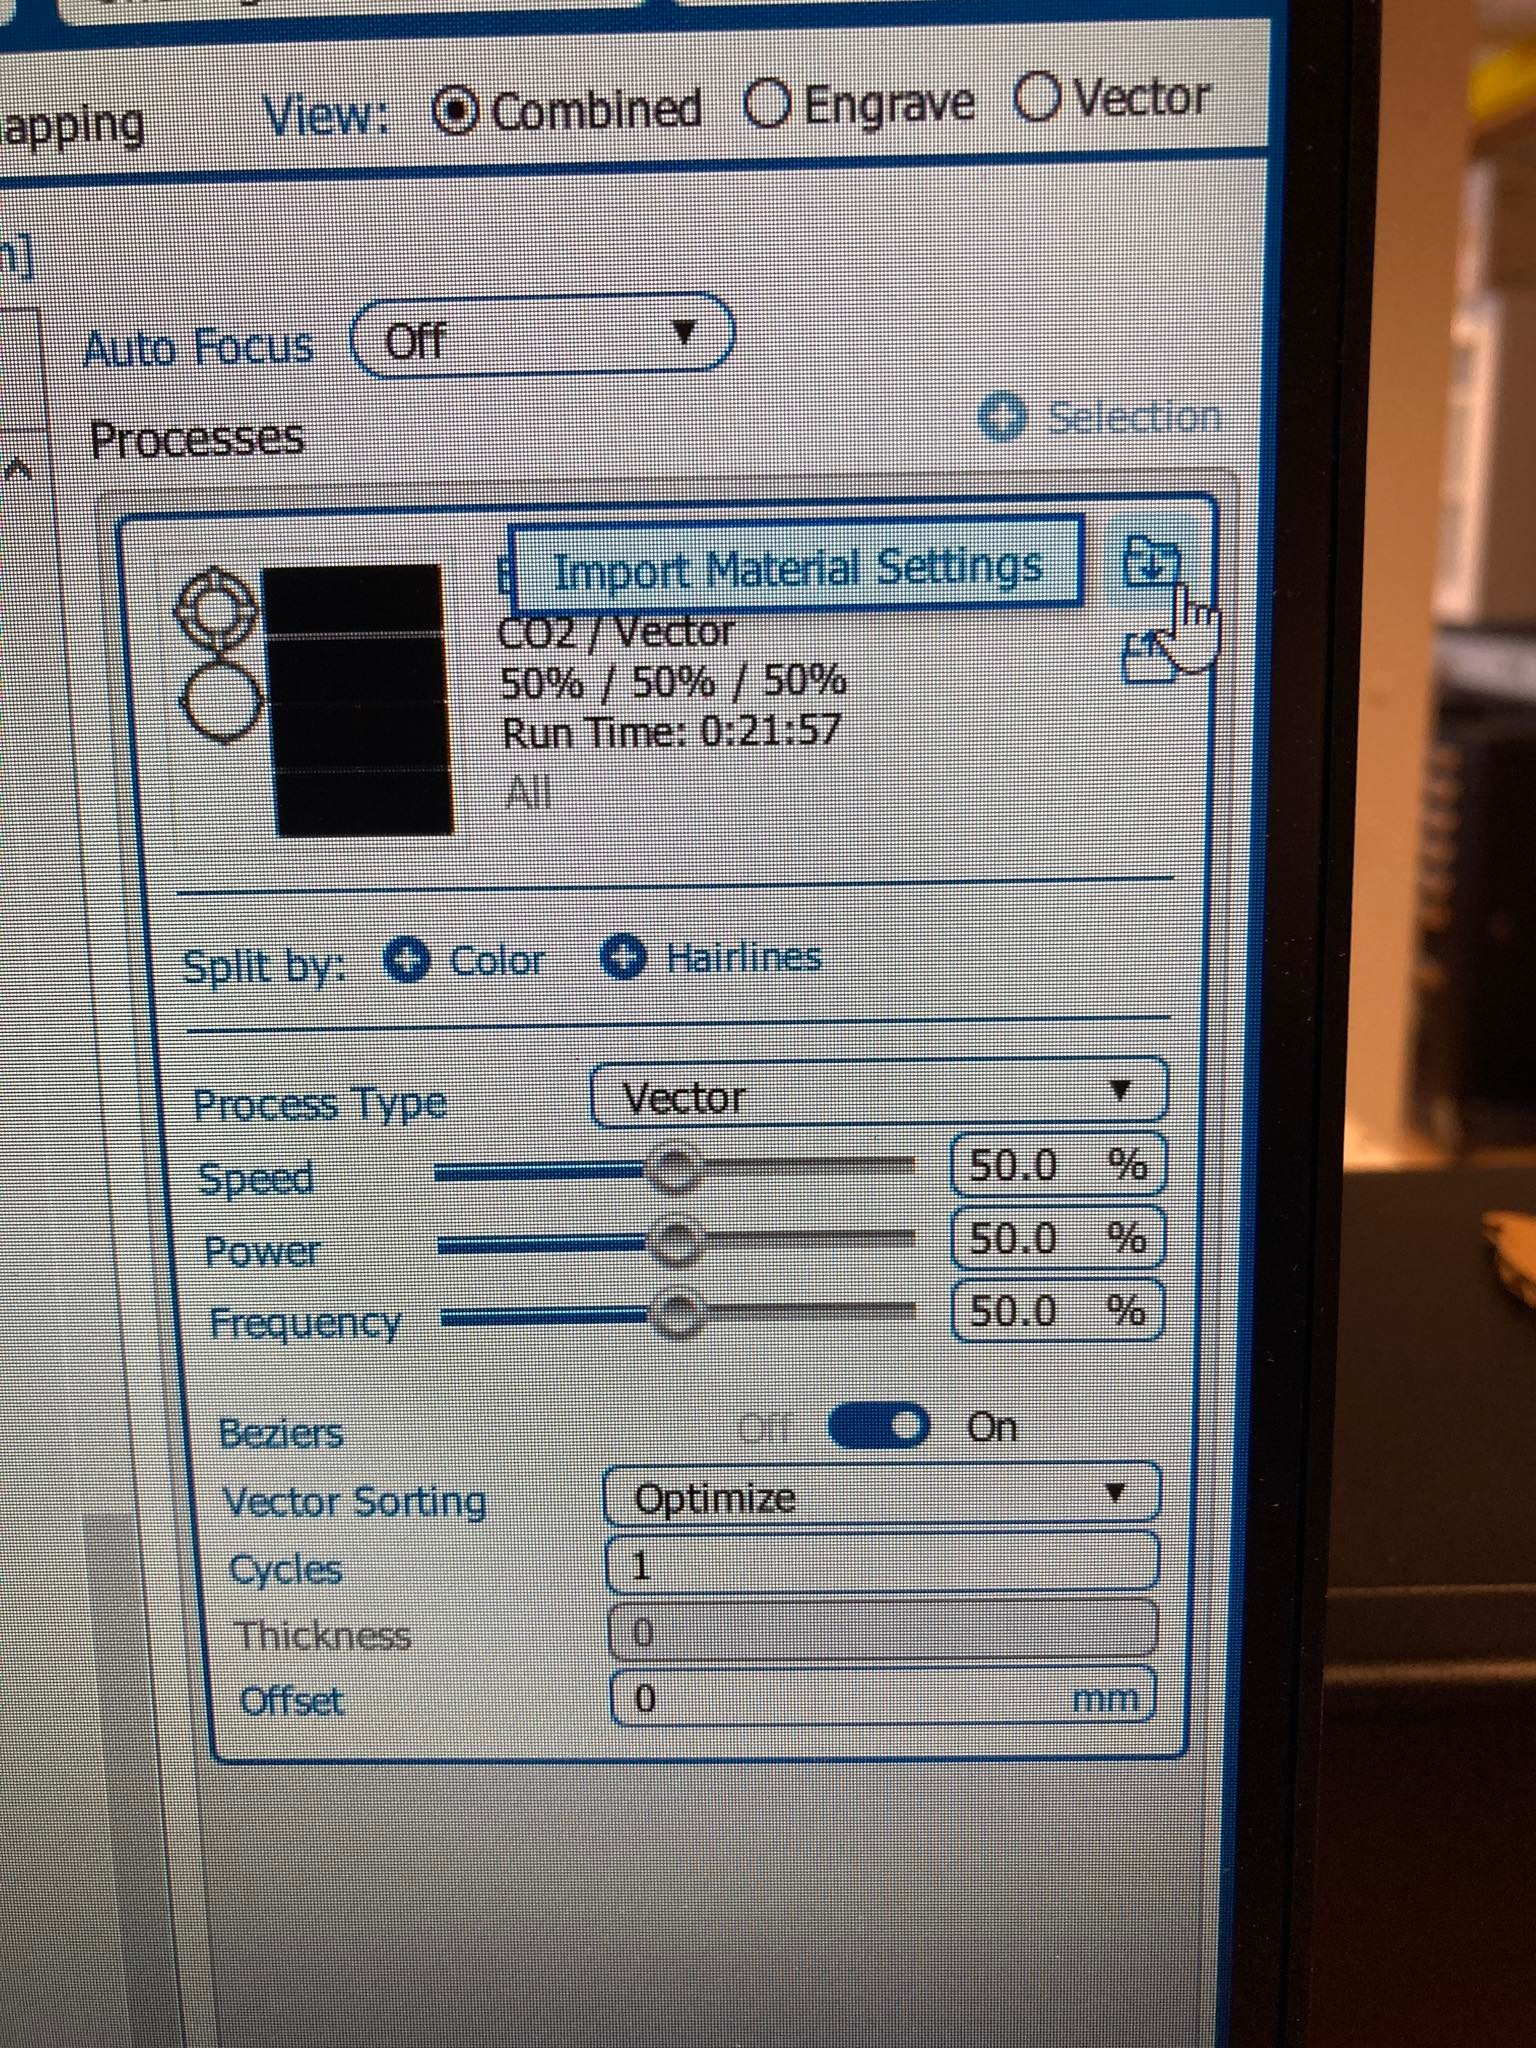 View: Combined Engrave Vector
Auto Focus Off
Processes Selection
Import Material Settings
CO2 / Vector
50% / 50% / 50%
Run Time: 0:21:57
All
Split by: Color Hairlines
Process Type Vector
Speed 50.0 %
Power 50.0 %
Frequency 50.0 %
Beziers Off On
Vector Sorting Optimize
Cycles 1
Thickness 0
Offset 0 mm